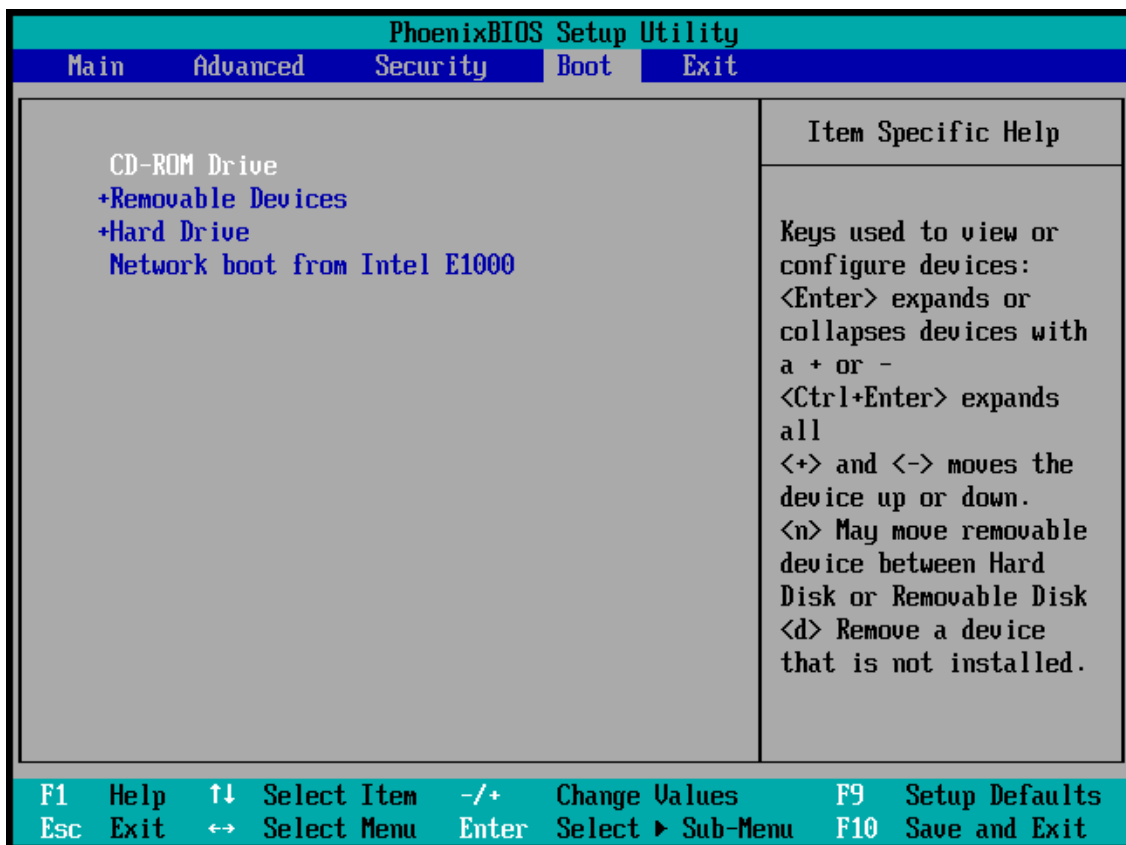 PhoenixBIOS Setup Utility
Main Advanced Security Boot Exit
CD-ROM Drive
+Removable Devices
+Hard Drive
Network boot from Intel E1000
Item Specific Help
Keys used to view or
configure devices:
<Enter> expands or
collapses devices with
a + or -
<Ctrl+Enter> expands
all
<+> and <-> moves the
device up or down.
<n> May move removable
device between Hard
Disk or Removable Disk
<d> Remove a device
that is not installed.
F1 Help ↑↓ Select Item -/+ Change Values F9 Setup Defaults
Esc Exit ↔ Select Menu Enter Select ▶ Sub-Menu F10 Save and Exit